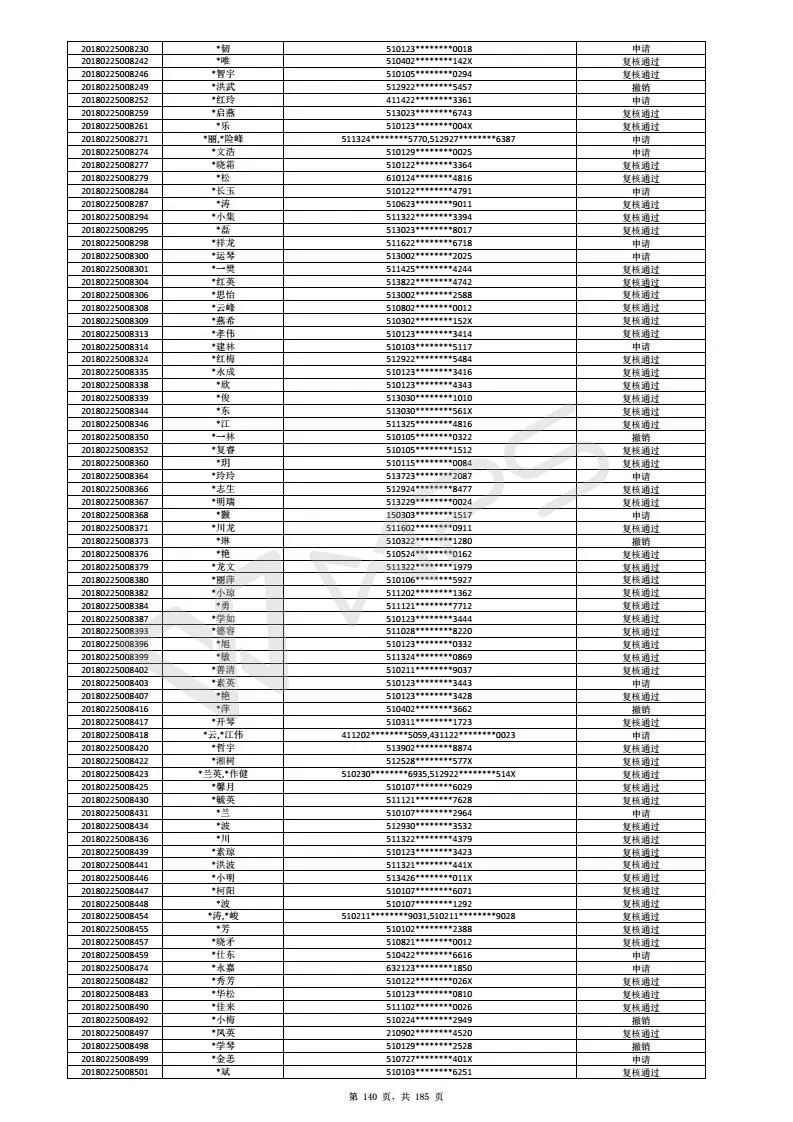 20180225008230 *韧 510123********0018 申请
20180225008242 *唯 510402********142X 复核通过
20180225008246 *智宇 510105********0294 复核通过
20180225008249 *洪武 512922********5457 撤销
20180225008252 *红玲 411422********3361 申请
20180225008259 *启燕 513023********6743 复核通过
20180225008261 *乐 510123********004X 复核通过
20180225008271 *丽,*险峰 511324********5770,512927********6387 申请
20180225008274 *文浩 510129********0025 申请
20180225008277 *晓霜 510122********3364 复核通过
20180225008279 *松 610124********4816 复核通过
20180225008284 *长玉 510122********4791 申请
20180225008287 *涛 510623********9011 复核通过
20180225008294 *小集 511322********3394 复核通过
20180225008295 *磊 513023********8017 复核通过
20180225008298 *祥龙 511622********6718 申请
20180225008300 *运琴 513002********2025 申请
20180225008301 *一樊 511425********4244 复核通过
20180225008304 *红英 513822********4742 复核通过
20180225008306 *思怡 513002********2588 复核通过
20180225008308 *云峰 510802********0012 复核通过
20180225008309 *燕希 510302********152X 复核通过
20180225008313 *孝伟 510123********3414 复核通过
20180225008314 *建林 510103********5117 申请
20180225008324 *红梅 512922********5484 复核通过
20180225008335 *永成 510123********3416 复核通过
20180225008338 *欣 510123********4343 复核通过
20180225008339 *俊 513030********1010 复核通过
20180225008344 *东 513030********561X 复核通过
20180225008346 *江 511325********4816 复核通过
20180225008350 *一林 510105********0322 撤销
20180225008352 *复睿 510105********1512 复核通过
20180225008360 *玥 510115********0084 复核通过
20180225008364 *玲玲 513723********2087 申请
20180225008366 *志生 512924********8477 复核通过
20180225008367 *明瑞 513229********0024 复核通过
20180225008368 *颢 150303********1517 申请
20180225008371 *川龙 511602********0911 复核通过
20180225008373 *琳 510322********1280 撤销
20180225008376 *艳 510524********0162 复核通过
20180225008379 *龙文 511322********1979 复核通过
20180225008380 *丽萍 510106********5927 复核通过
20180225008382 *小琼 511202********1362 复核通过
20180225008384 *勇 511121********7712 复核通过
20180225008387 *学如 510123********3444 复核通过
20180225008393 *德容 511028********8220 复核通过
20180225008396 *旭 510123********0332 复核通过
20180225008399 *敏 511324********0869 复核通过
20180225008402 *善清 510211********9037 复核通过
20180225008403 *素英 510123********3443 申请
20180225008407 *艳 510123********3428 复核通过
20180225008416 *萍 510402********3662 撤销
20180225008417 *开琴 510311********1723 复核通过
20180225008418 *云,*江伟 411202********5059,431122********0023 申请
20180225008420 *哲宇 513902********8874 复核通过
20180225008422 *湘树 512528********577X 复核通过
20180225008423 *兰英,*作健 510230********6935,512922********514X 复核通过
20180225008425 *馨月 510107********6029 复核通过
20180225008430 *毓英 511121********7628 复核通过
20180225008431 *兰 510107********2964 申请
20180225008434 *波 512930********3532 复核通过
20180225008436 *川 511322********4379 复核通过
20180225008439 *素琼 510123********3423 复核通过
20180225008441 *洪波 511321********441X 复核通过
20180225008446 *小明 513426********011X 复核通过
20180225008447 *柯阳 510107********6071 复核通过
20180225008448 *波 510107********1292 复核通过
20180225008454 *涛,*峻 510211********9031,510211********9028 复核通过
20180225008455 *芳 510102********2388 复核通过
20180225008457 *晓矛 510821********0012 复核通过
20180225008459 *仕东 510422********6616 申请
20180225008474 *永嘉 632123********1850 申请
20180225008482 *秀芳 510122********026X 复核通过
20180225008483 *华松 510123********0810 复核通过
20180225008490 *佳来 511102********0026 复核通过
20180225008492 *小梅 510224********2949 撤销
20180225008497 *凤英 210902********4520 复核通过
20180225008498 *学琴 510129********2528 撤销
20180225008499 *金恙 510727********401X 申请
20180225008501 *斌 510103********6251 复核通过
第 140 页, 共 185 页